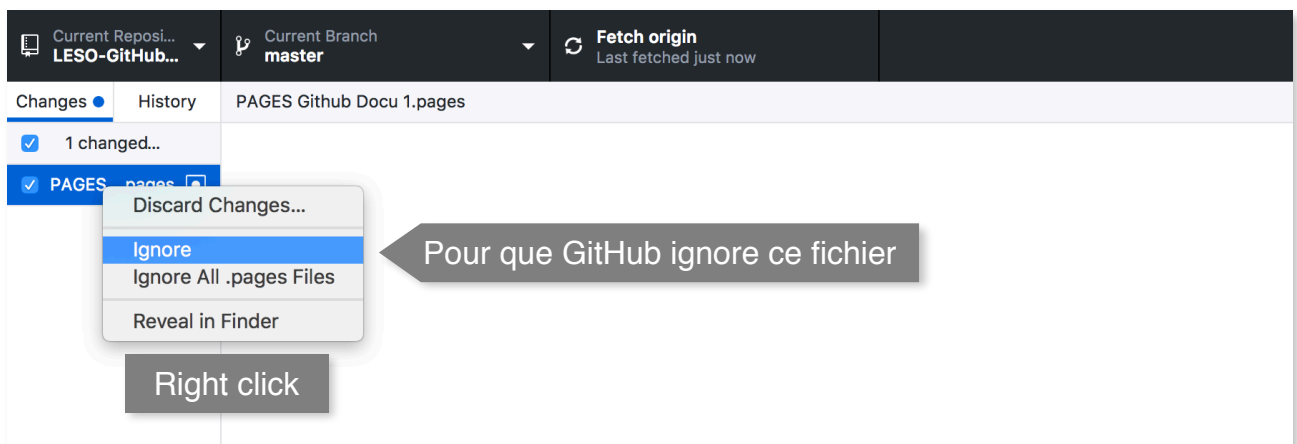 Current Reposi...
LESO-GitHub...
Current Branch
master
Fetch origin
Last fetched just now
Changes
History
PAGES Github Docu 1.pages
1 changed...
PAGES...pages
Discard Changes...
Ignore
Ignore All .pages Files
Reveal in Finder
Pour que GitHub ignore ce fichier
Right click